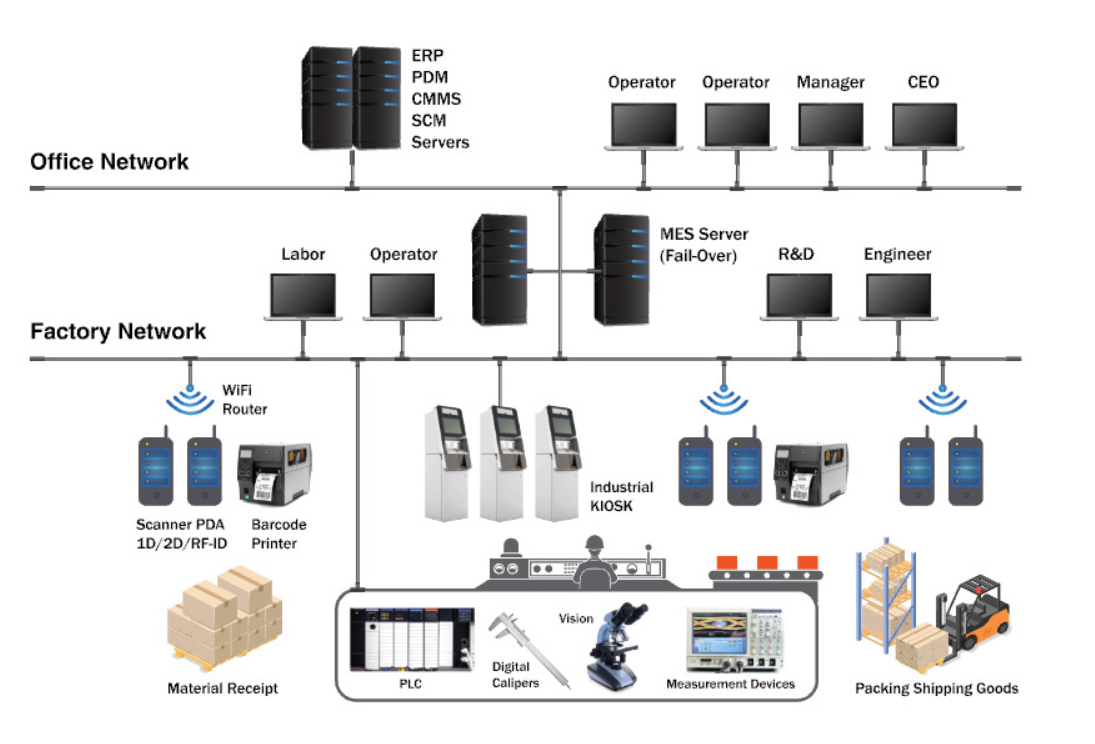 ERP
PDM
CMMS
SCM
Servers
Operator
Operator
Manager
CEO
Office Network
MES Server
(Fail-Over)
Labor
Operator
R&D
Engineer
Factory Network
WiFi
Router
Industrial
KIOSK
Scanner PDA
1D/2D/RF-ID
Barcode
Printer
Vision
Digital
Calipers
PLC
Measurement Devices
Material Receipt
Packing Shipping Goods